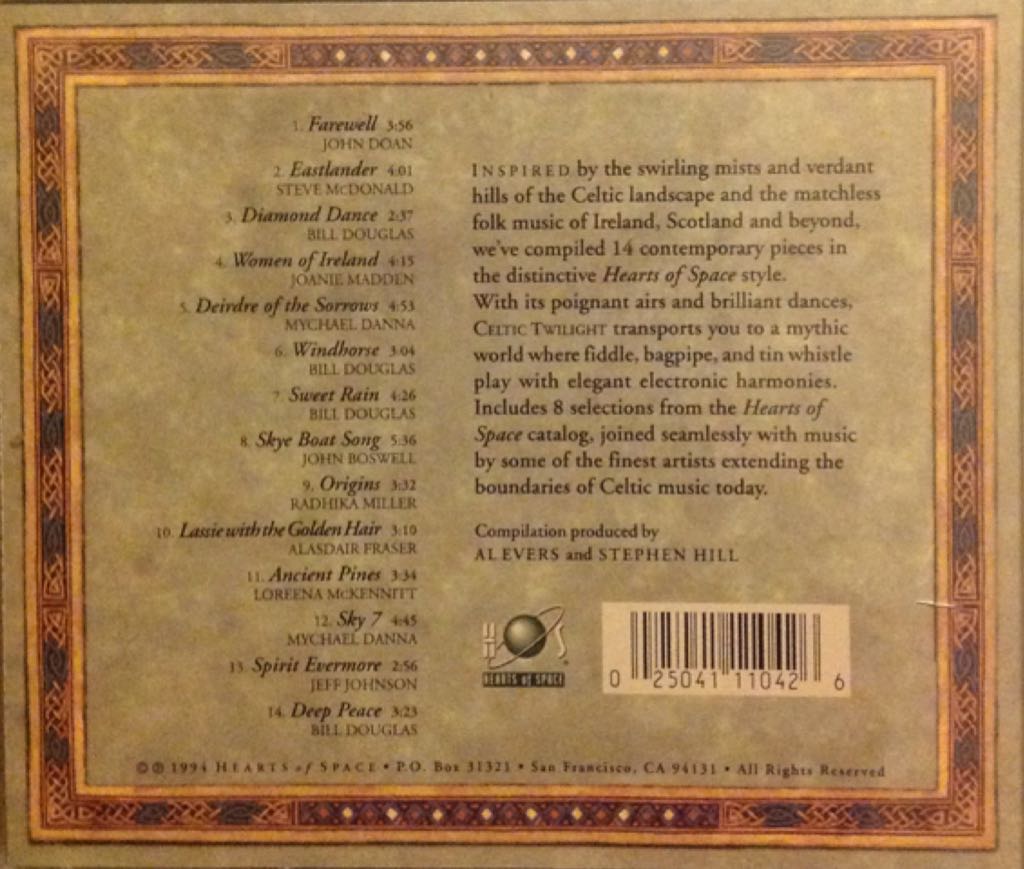 1. Farewell 3:56
JOHN DOAN
2. Eastlander 4:01
STEVE McDONALD
3. Diamond Dance 2:37
BILL DOUGLAS
4. Women of Ireland 4:15
JOANIE MADDEN
5. Deirdre of the Sorrows 4:53
MYCHAEL DANNA
6. Windhorse 3:04
BILL DOUGLAS
7. Sweet Rain 4:26
BILL DOUGLAS
8. Skye Boat Song 5:36
JOHN BOSWELL
9. Origins 3:32
RADHIKA MILLER
10. Lassie with the Golden Hair 3:10
ALASDAIR FRASER
11. Ancient Pines 3:34
LOREENA McKENNITT
12. Sky 7 4:45
MYCHAEL DANNA
13. Spirit Evermore 2:56
JEFF JOHNSON
14. Deep Peace 3:23
BILL DOUGLAS
INSPIRED by the swirling mists and verdant
hills of the Celtic landscape and the matchless
folk music of Ireland, Scotland and beyond,
we've compiled 14 contemporary pieces in
the distinctive Hearts of Space style.
With its poignant airs and brilliant dances,
CELTIC TWILIGHT transports you to a mythic
world where fiddle, bagpipe, and tin whistle
play with elegant electronic harmonies.
Includes 8 selections from the Hearts of
Space catalog, joined seamlessly with music
by some of the finest artists extending the
boundaries of Celtic music today.
Compilation produced by
AL EVERS and STEPHEN HILL
HEARTS of SPACE
0 25041 11042 6
©℗ 1994 HEARTS of SPACE • P.O. Box 31321 • San Francisco, CA 94131 • All Rights Reserved